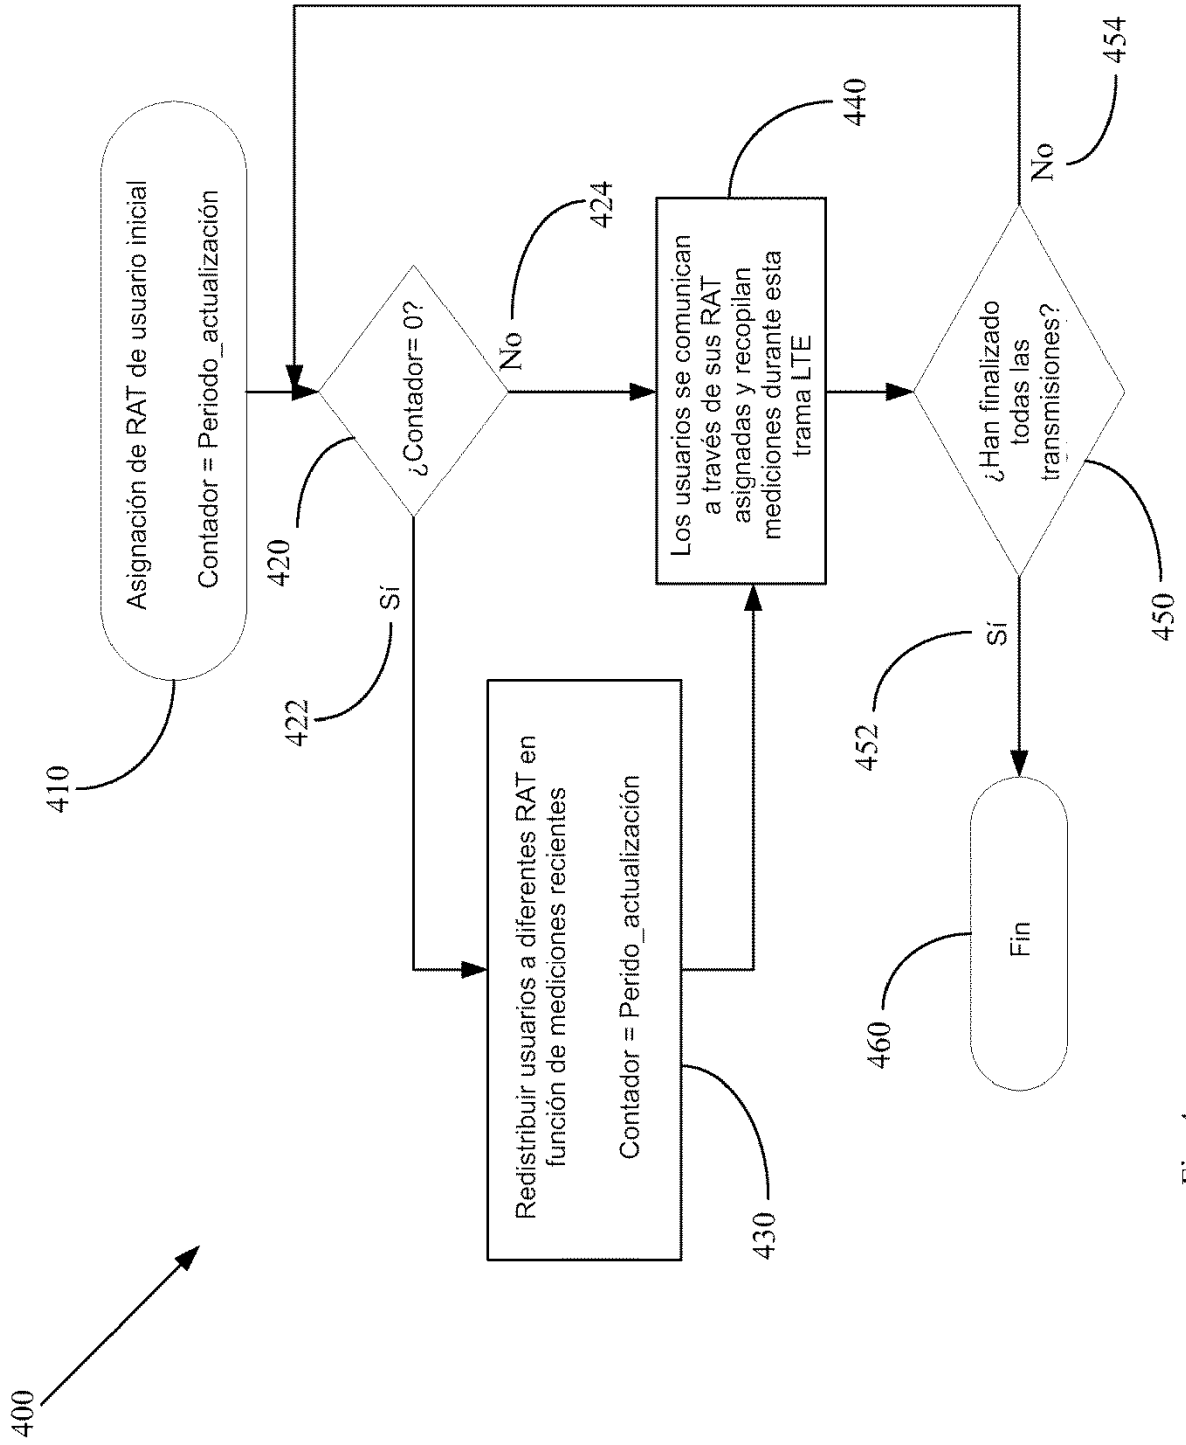 400
410
Asignación de RAT de usuario inicial
Contador = Periodo_actualización
420
¿Contador= 0?
Sí
422
No
424
Redistribuir usuarios a diferentes RAT en
función de mediciones recientes
Contador = Perido_actualización
430
Los usuarios se comunican
a través de sus RAT
asignadas y recopilan
mediciones durante esta
trama LTE
440
¿Han finalizado
todas las
transmisiones?
450
Sí
452
No
454
Fin
460